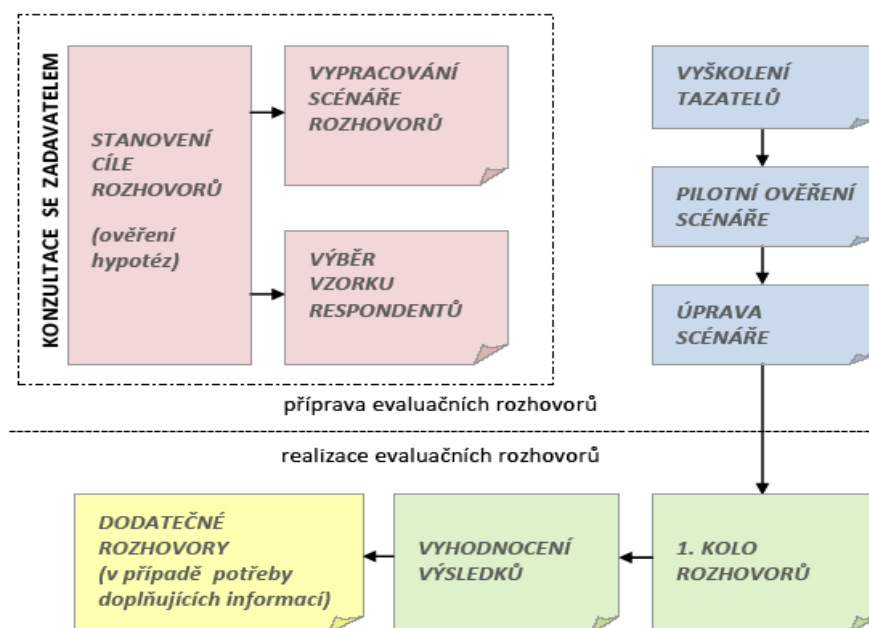 KONZULTACE SE ZADAVATELEM
STANOVENÍ
CÍLE
ROZHOVORŮ
(ověření
hypotéz)
VYPRACOVÁNÍ
SCÉNÁŘE
ROZHOVORŮ
VÝBĚR
VZORKU
RESPONDENTŮ
VYŠKOLENÍ
TAZATELŮ
PILOTNÍ OVĚŘENÍ
SCÉNÁŘE
ÚPRAVA
SCÉNÁŘE
příprava evaluačních rozhovorů
realizace evaluačních rozhovorů
DODATEČNÉ
ROZHOVORY
(v případě potřeby
doplňujících informací)
VYHODNOCENÍ
VÝSLEDKŮ
1. KOLO
ROZHOVORŮ